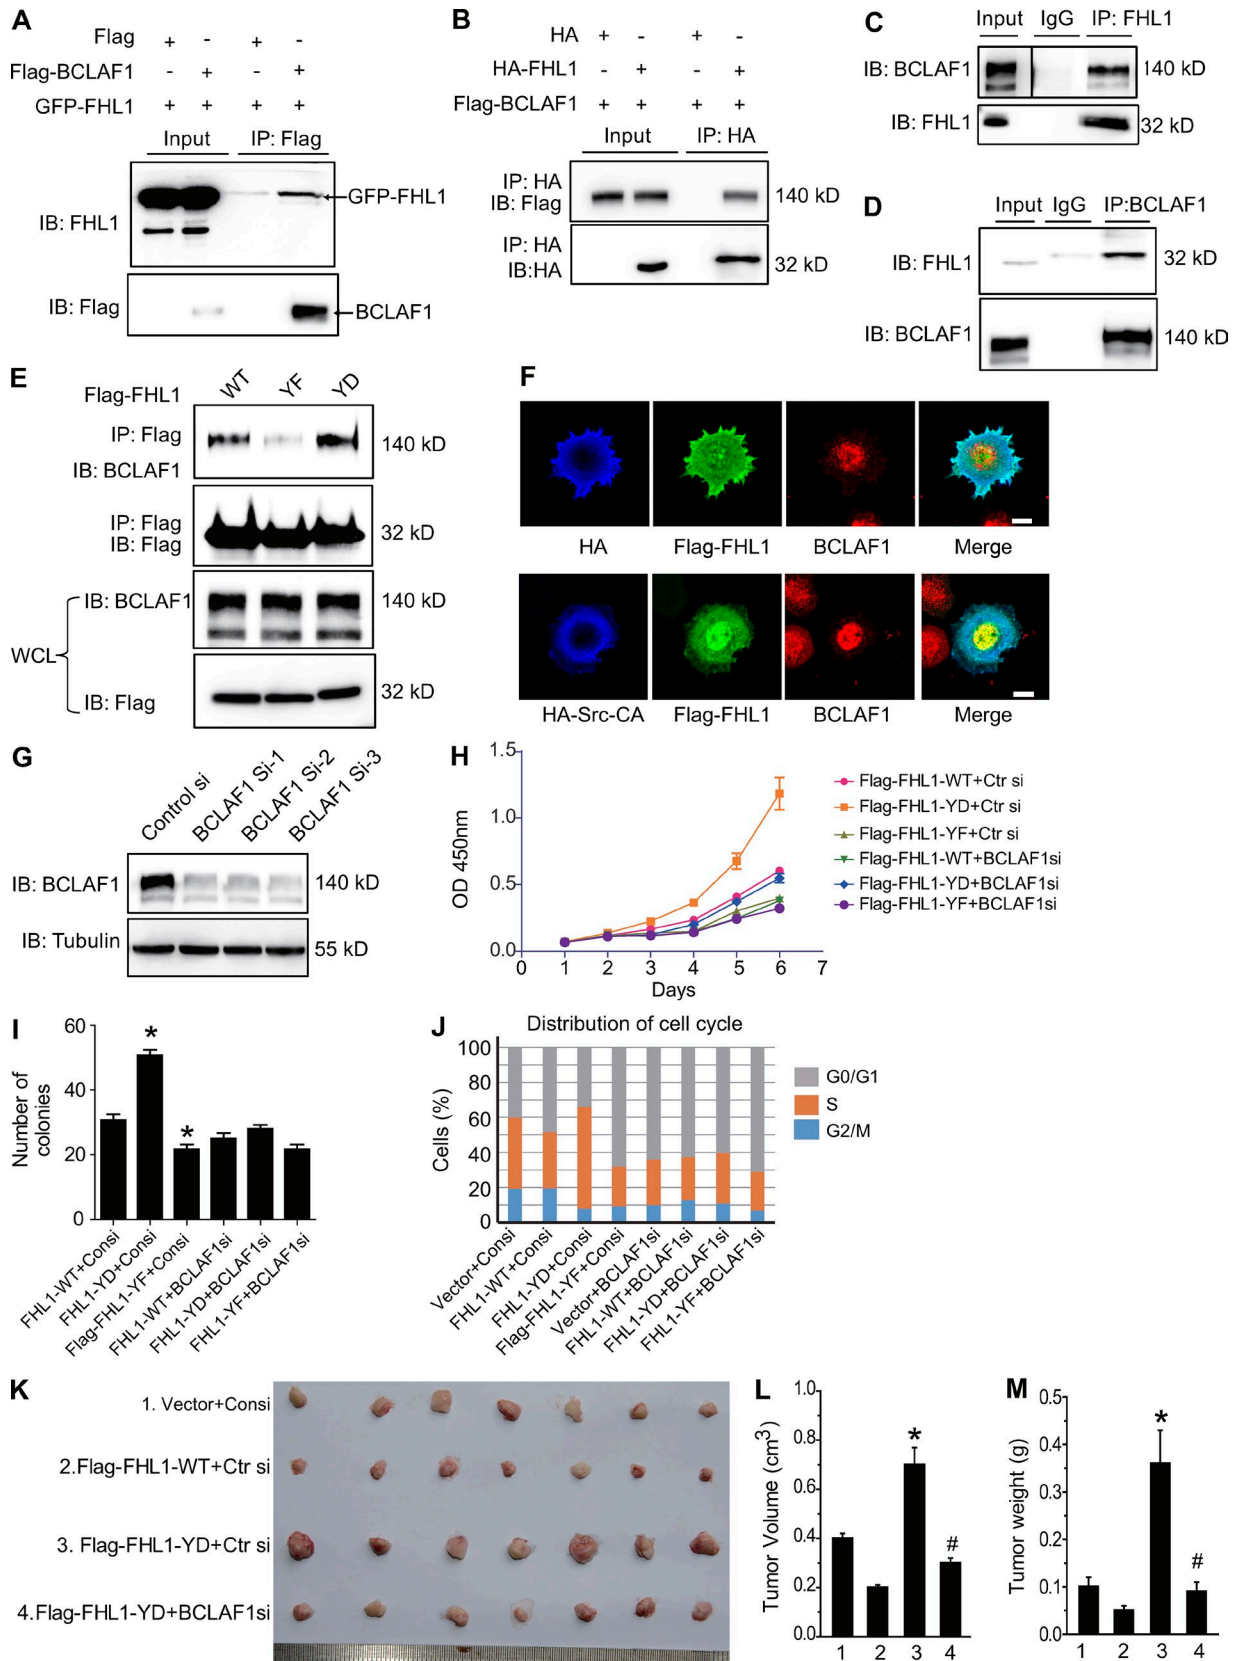 A
Flag + - + -
Flag-BCLAF1 - + - +
GFP-FHL1 + + + +
Input IP: Flag
IB: FHL1
GFP-FHL1
IB: Flag
BCLAF1
B
HA + - + -
HA-FHL1 - + - +
Flag-BCLAF1 + + + +
Input IP: HA
IP: HA
IB: Flag
140 kD
IP: HA
IB:HA
32 kD
C
Input IgG IP: FHL1
IB: BCLAF1 140 kD
IB: FHL1 32 kD
D
Input IgG IP:BCLAF1
IB: FHL1 32 kD
IB: BCLAF1 140 kD
E
Flag-FHL1 WT YF YD
IP: Flag
IB: BCLAF1
140 kD
IP: Flag
IB: Flag
32 kD
WCL
IB: BCLAF1 140 kD
IB: Flag 32 kD
F
HA Flag-FHL1 BCLAF1 Merge
HA-Src-CA Flag-FHL1 BCLAF1 Merge
G
Control si
BCLAF1 Si-1
BCLAF1 Si-2
BCLAF1 Si-3
IB: BCLAF1 140 kD
IB: Tubulin 55 kD
H
OD 450nm
1.5
1.0
0.5
0.0
0 1 2 3 4 5 6 7
Days
Flag-FHL1-WT+Ctr si
Flag-FHL1-YD+Ctr si
Flag-FHL1-YF+Ctr si
Flag-FHL1-WT+BCLAF1si
Flag-FHL1-YD+BCLAF1si
Flag-FHL1-YF+BCLAF1si
I
Number of
colonies
60
40
20
0
* *
FHL1-WT+Consi
FHL1-YD+Consi
Flag-FHL1-YF+Consi
FHL1-WT+BCLAF1si
FHL1-YD+BCLAF1si
FHL1-YF+BCLAF1si
J
Distribution of cell cycle
Cells (%)
100
80
60
40
20
0
G0/G1
S
G2/M
Vector+Consi
FHL1-WT+Consi
FHL1-YD+Consi
Flag-FHL1-YF+Consi
Vector+BCLAF1si
FHL1-WT+BCLAF1si
FHL1-YD+BCLAF1si
FHL1-YF+BCLAF1si
K
1. Vector+Consi
2.Flag-FHL1-WT+Ctr si
3. Flag-FHL1-YD+Ctr si
4.Flag-FHL1-YD+BCLAF1si
L
Tumor Volume (cm3)
1.0
0.8
0.6
0.4
0.2
0.0
* #
1 2 3 4
M
Tumor weight (g)
0.5
0.4
0.3
0.2
0.1
0.0
* #
1 2 3 4